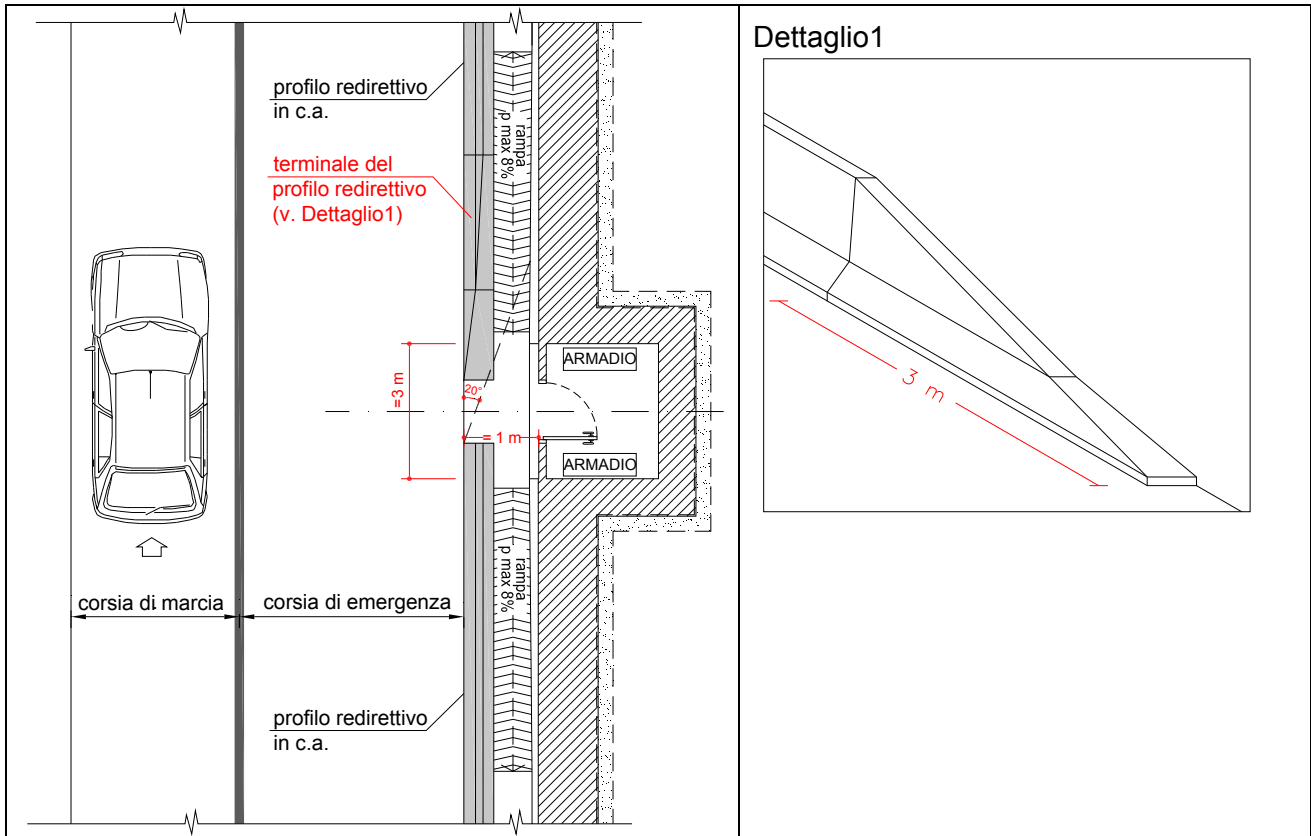 profilo redirettivo
in c.a.
rampa
p max 8%
terminale del
profilo redirettivo
(v. Dettaglio1)
ARMADIO
=3 m
20°
= 1 m
ARMADIO
rampa
p max 8%
corsia di marcia
corsia di emergenza
profilo redirettivo
in c.a.
Dettaglio1
3 m